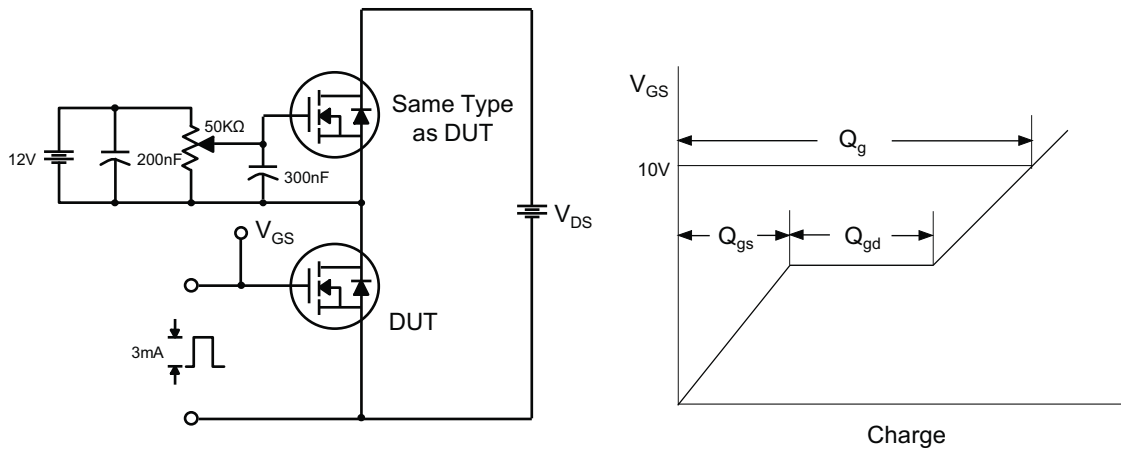 12V
200nF
50KΩ
300nF
Same Type
as DUT
V_GS
DUT
3mA
V_DS
V_GS
10V
Q_g
Q_gs
Q_gd
Charge